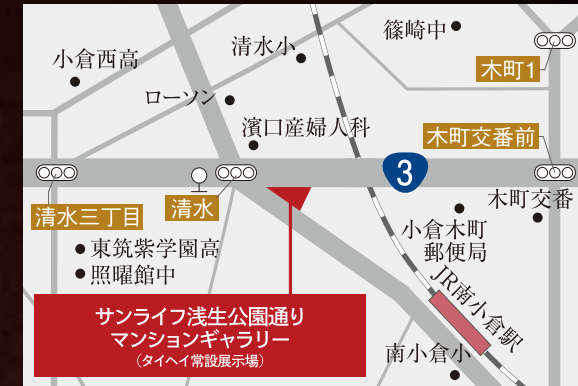 篠崎中
清水小
小倉西高
木町1
ローソン
濱口産婦人科
木町交番前
3
清水三丁目
清水
木町交番
小倉木町
郵便局
東筑紫学園高
照曜館中
JR南小倉駅
サンライフ浅生公園通り
マンションギャラリー
(タイヘイ常設展示場)
南小倉小